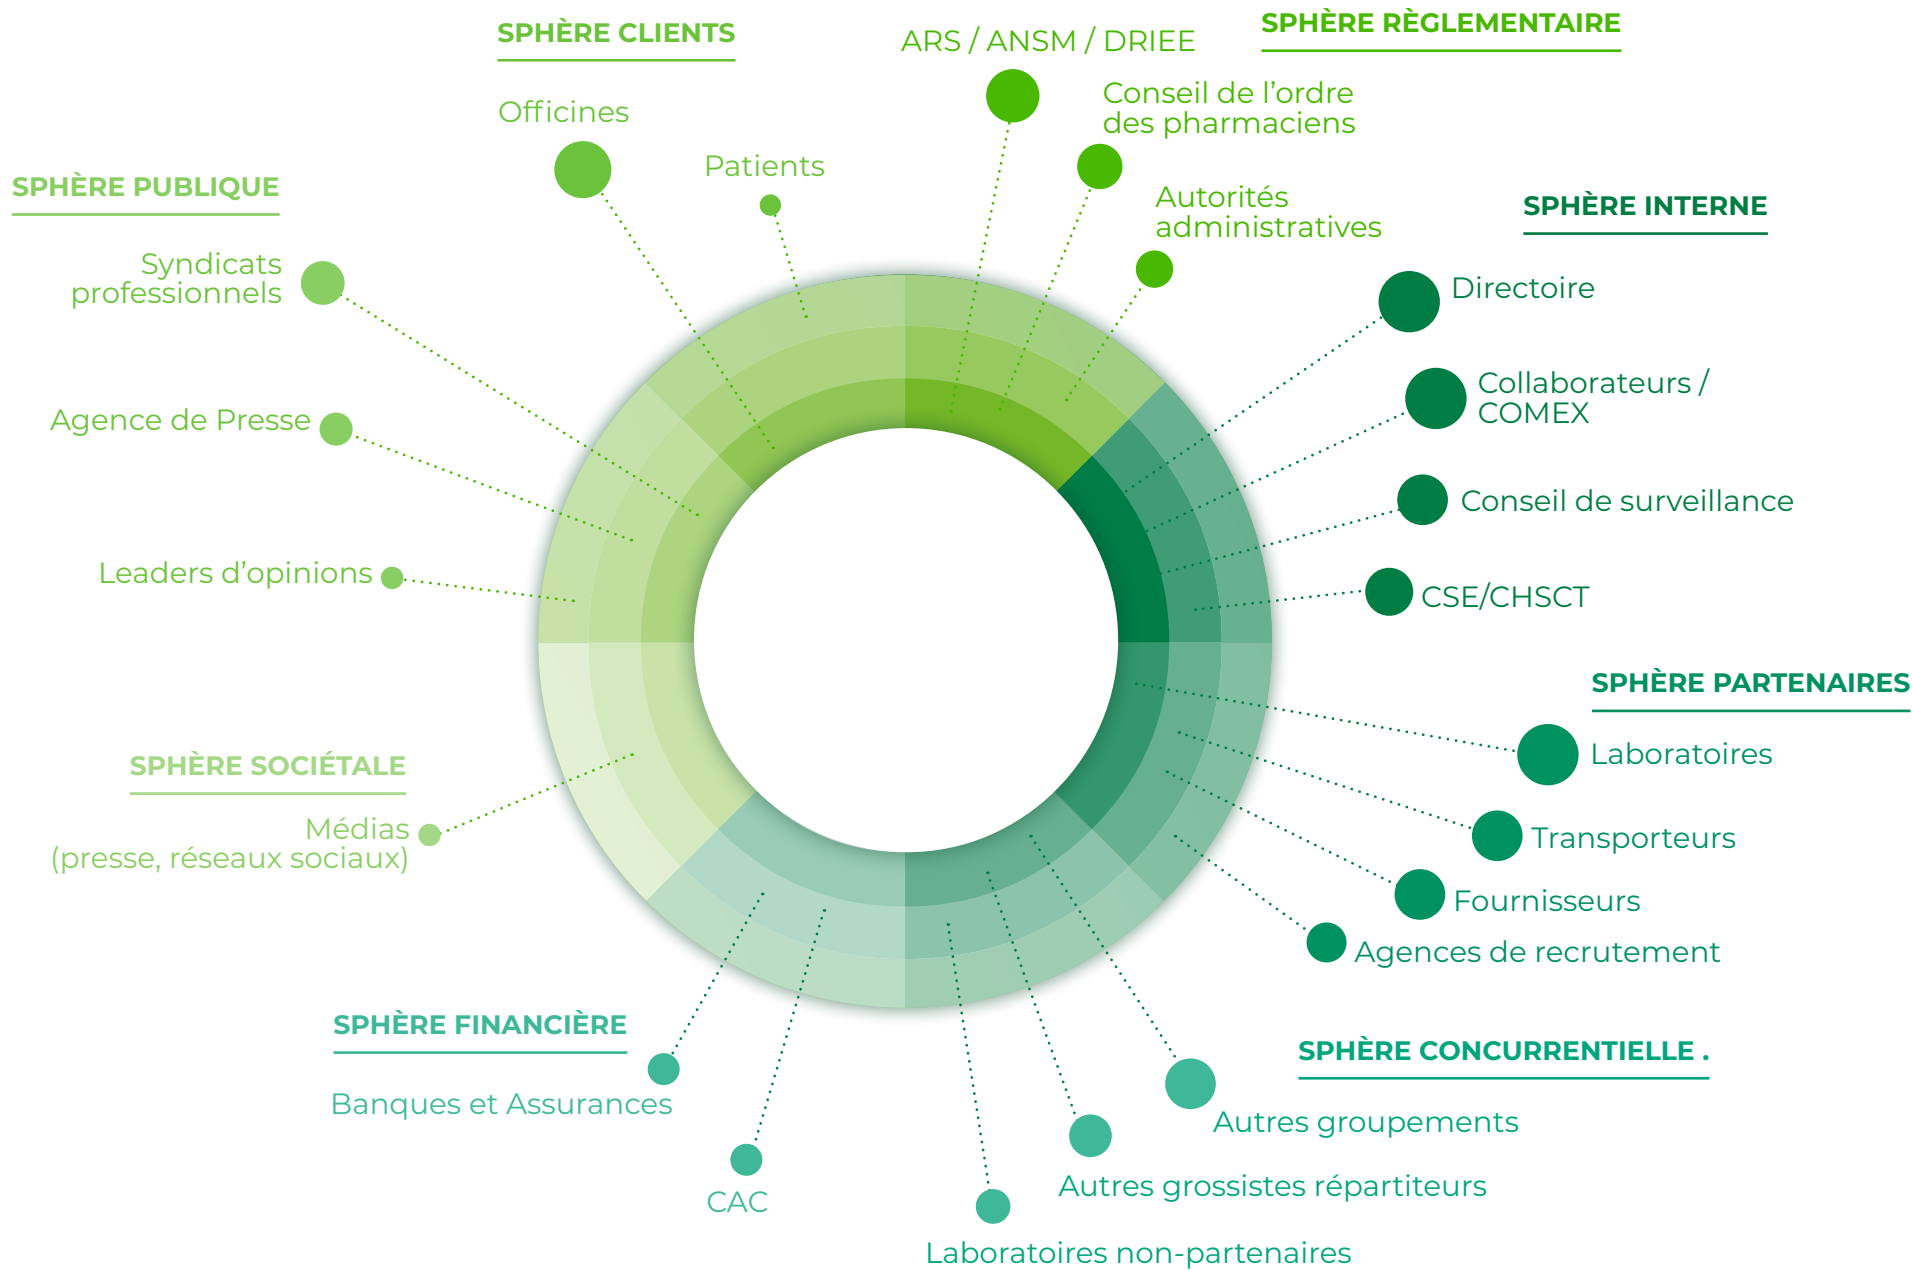 SPHÈRE CLIENTS
Officines
Patients
SPHÈRE RÈGLEMENTAIRE
ARS / ANSM / DRIEE
Conseil de l’ordre
des pharmaciens
Autorités
administratives
SPHÈRE INTERNE
Directoire
Collaborateurs /
COMEX
Conseil de surveillance
CSE/CHSCT
SPHÈRE PARTENAIRES
Laboratoires
Transporteurs
Fournisseurs
Agences de recrutement
SPHÈRE CONCURRENTIELLE .
Autres groupements
Autres grossistes répartiteurs
Laboratoires non-partenaires
SPHÈRE FINANCIÈRE
Banques et Assurances
CAC
SPHÈRE SOCIÉTALE
Médias
(presse, réseaux sociaux)
SPHÈRE PUBLIQUE
Syndicats
professionnels
Agence de Presse
Leaders d’opinions